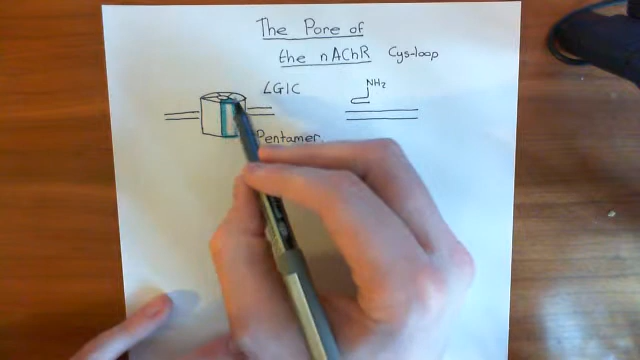 The Pore of
the nAChR Cys-loop
LGIC
NH2
Pentamer